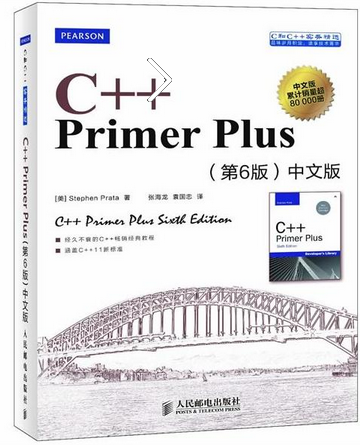 PEARSON
C和C++实务精选
中文版
累计销量超
80 000册
C++
Primer Plus
（第6版）中文版
[美] Stephen Prata 著
张海龙 袁国忠 译
C++ Primer Plus Sixth Edition
■ 经久不衰的C++畅销经典教程
■ 涵盖C++11新标准
C++
Primer Plus
Sixth Edition
Developer's Library
人民邮电出版社
POSTS & TELECOM PRESS
C++ Primer Plus（第6版）中文版
人民邮电出版社